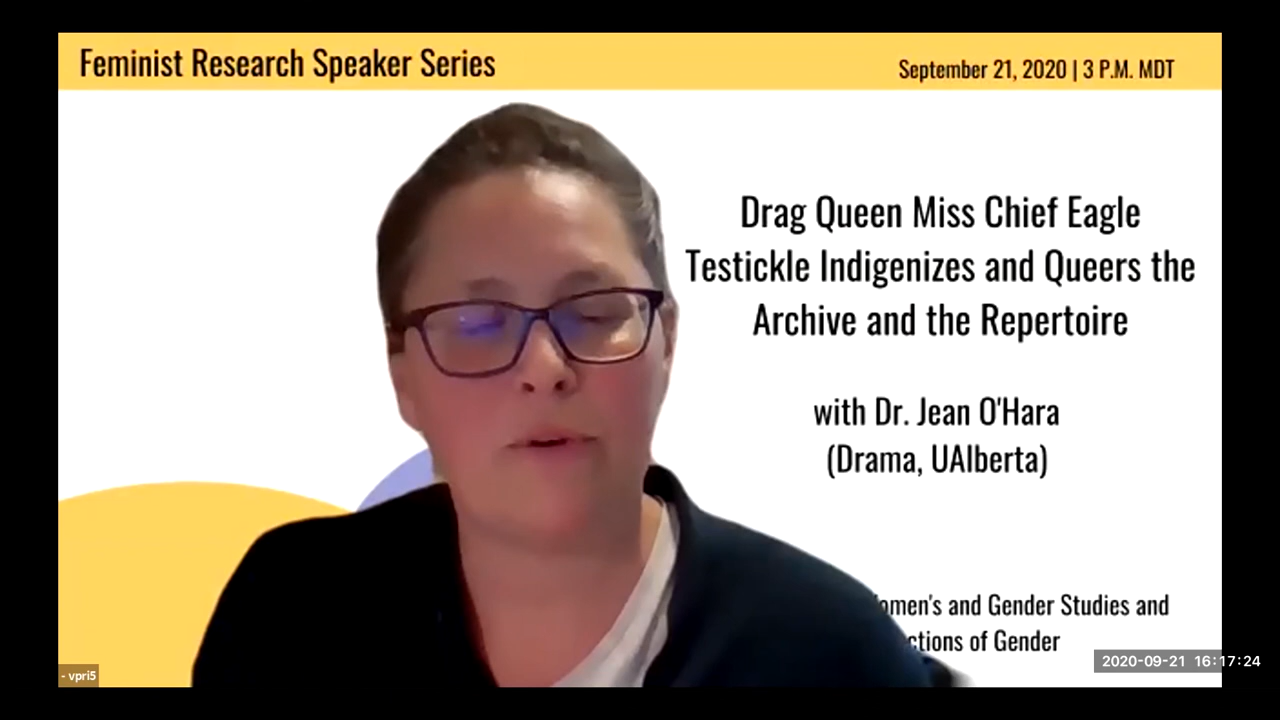 Feminist Research Speaker Series
September 21, 2020 | 3 P.M. MDT
Drag Queen Miss Chief Eagle
Testickle Indigenizes and Queers the
Archive and the Repertoire
with Dr. Jean O'Hara
(Drama, UAlberta)
omen's and Gender Studies and
ctions of Gender
2020-09-21 16:17:24
- vpri5